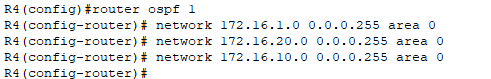 R4(config)#router ospf 1
R4(config-router)# network 172.16.1.0 0.0.0.255 area 0
R4(config-router)# network 172.16.20.0 0.0.0.255 area 0
R4(config-router)# network 172.16.10.0 0.0.0.255 area 0
R4(config-router)#